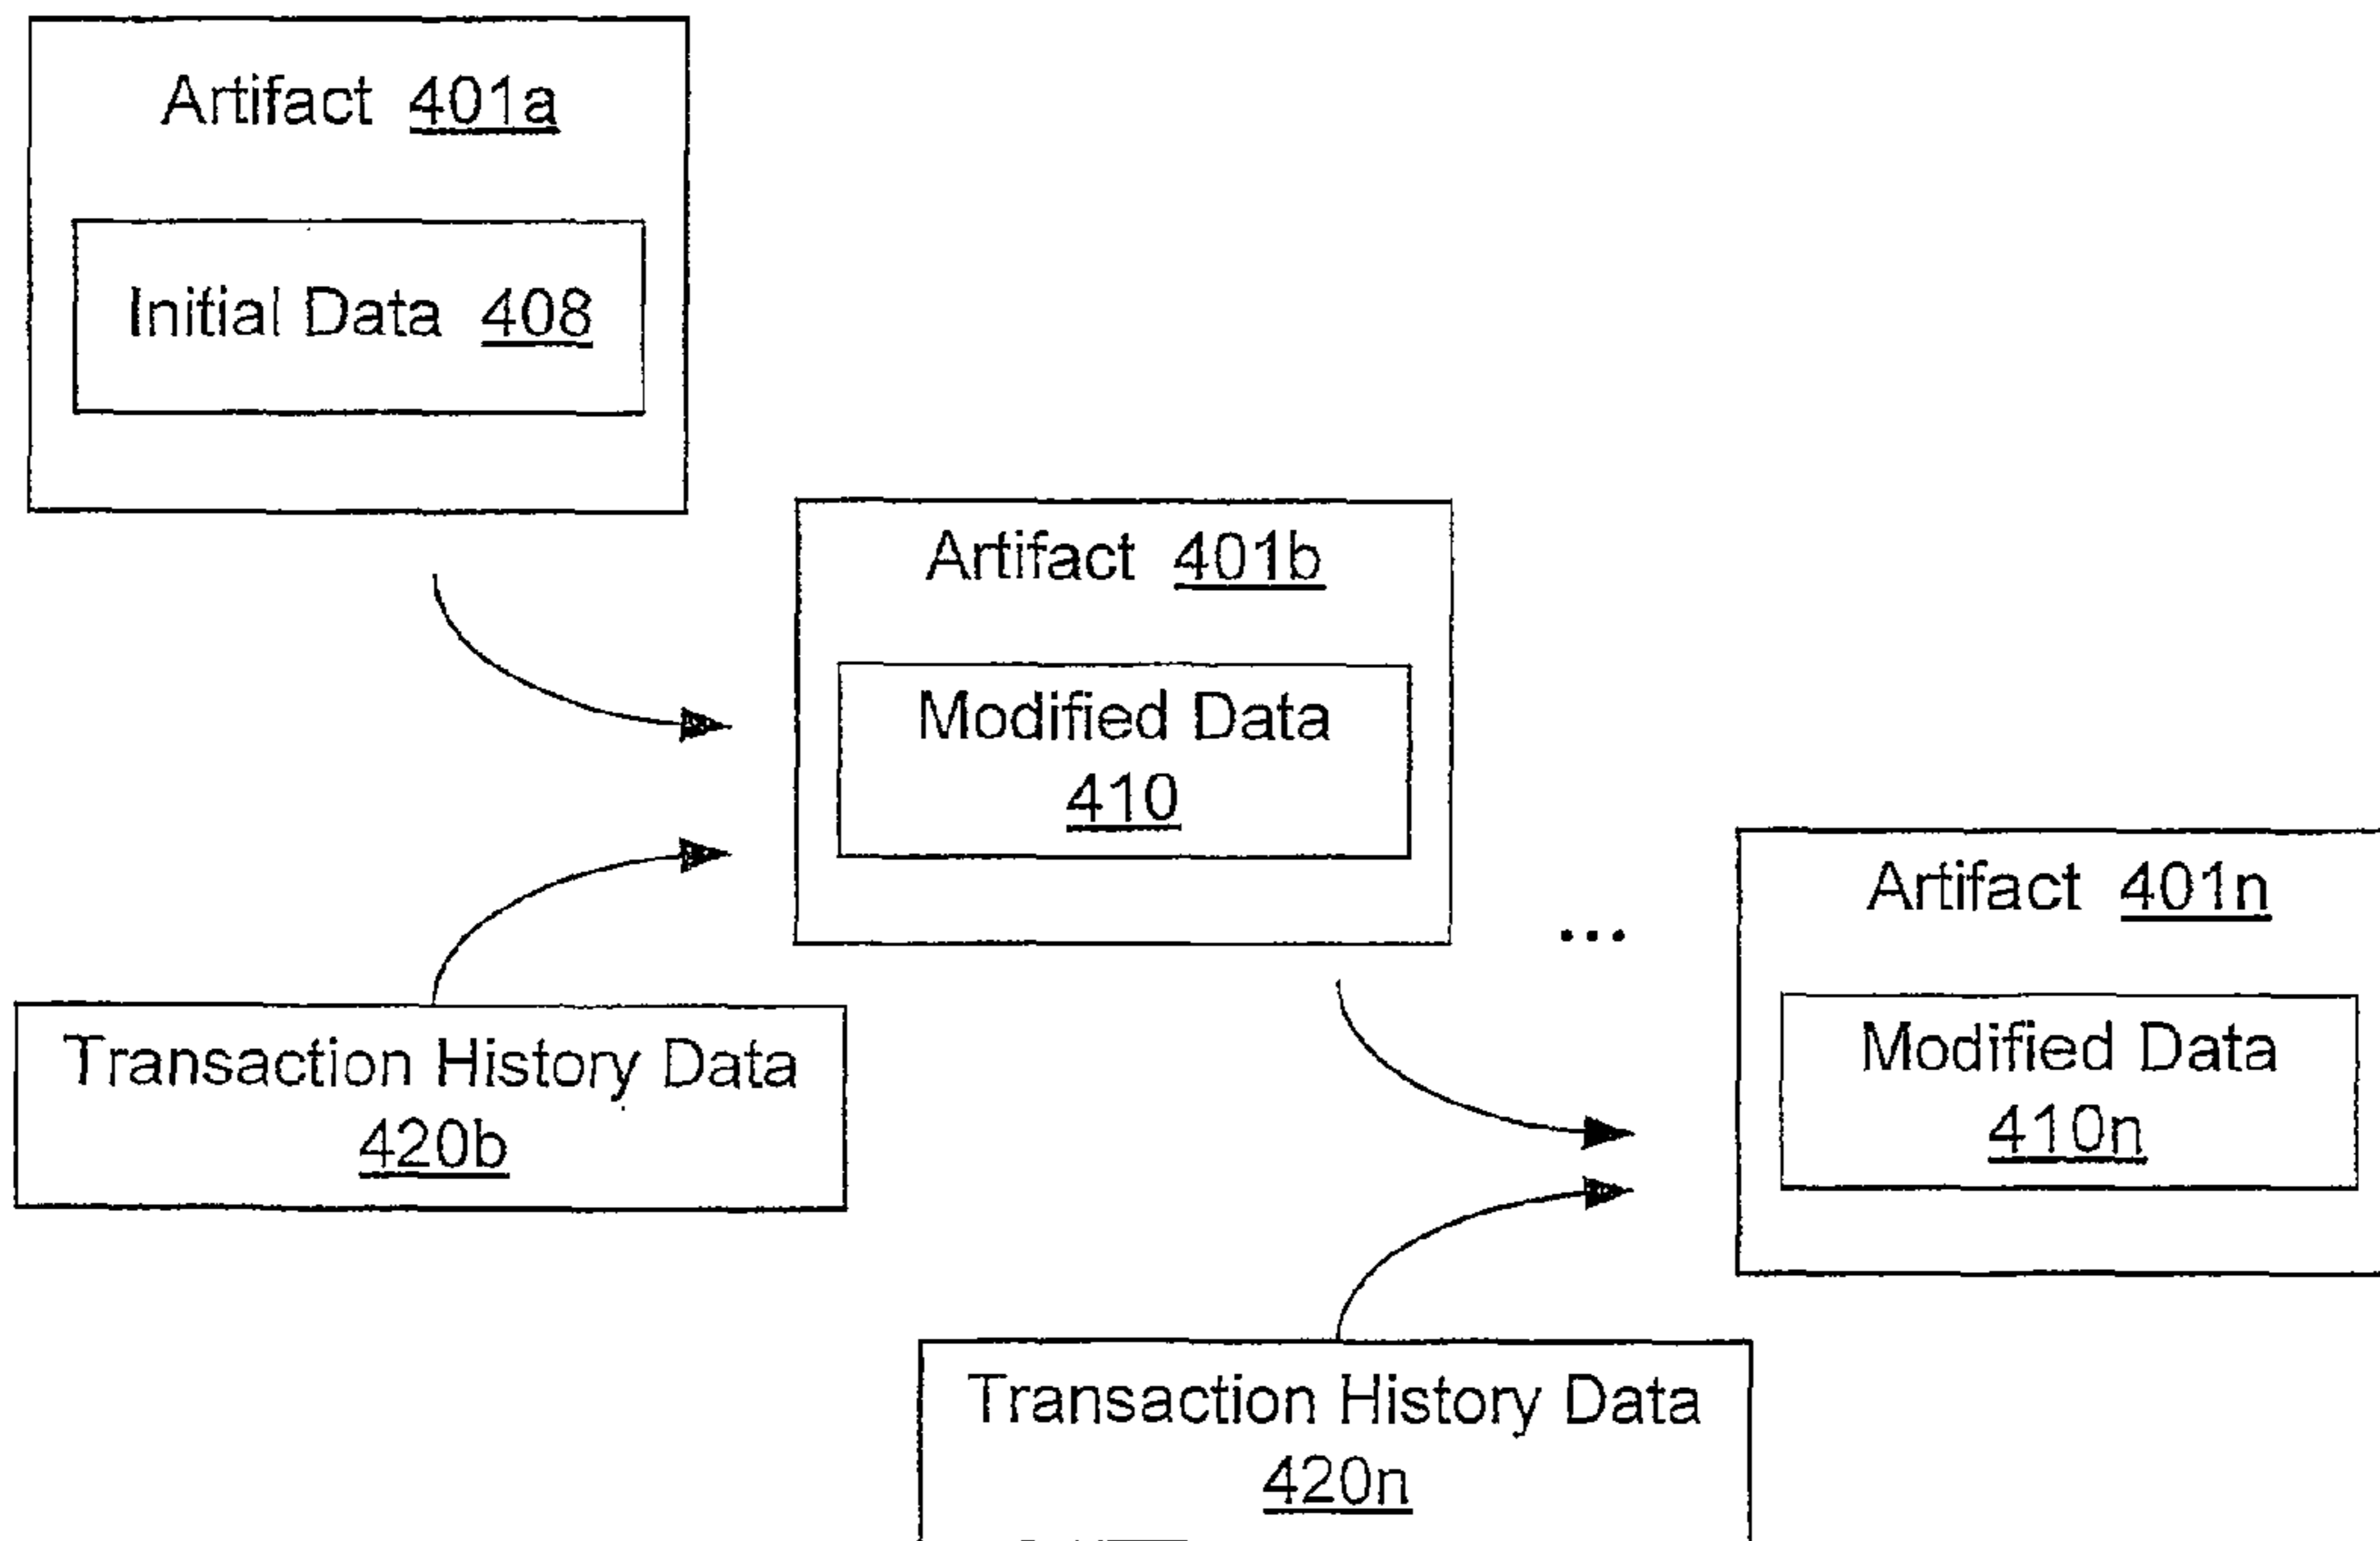 Artifact 401a
Initial Data 408
Artifact 401b
Modified Data
410
...
Artifact 401n
Modified Data
410n
Transaction History Data
420b
Transaction History Data
420n